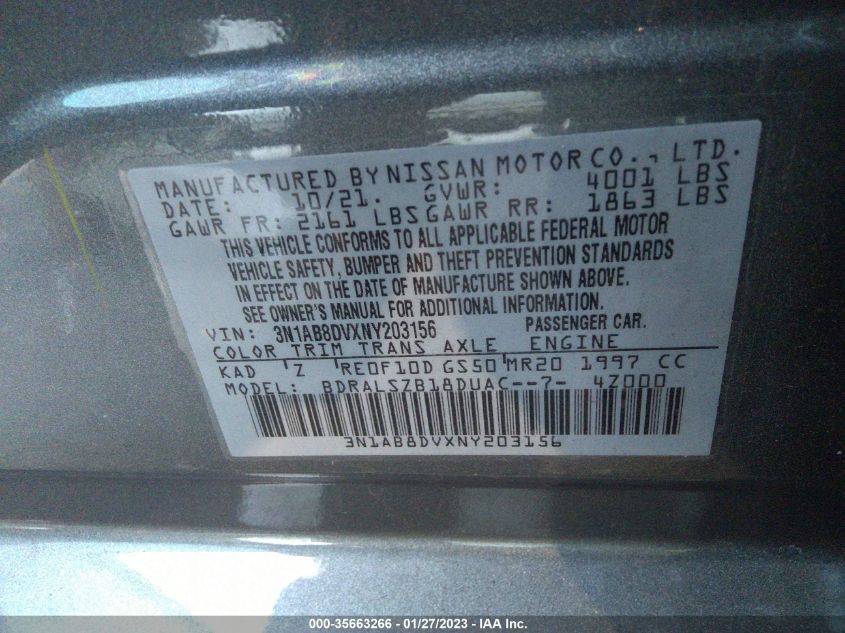 MANUFACTURED BY NISSAN MOTOR CO., LTD.
DATE: 10/21. GVWR: 4001 LBS
GAWR FR: 2161 LBS GAWR RR: 1863 LBS
THIS VEHICLE CONFORMS TO ALL APPLICABLE FEDERAL MOTOR
VEHICLE SAFETY, BUMPER AND THEFT PREVENTION STANDARDS
IN EFFECT ON THE DATE OF MANUFACTURE SHOWN ABOVE.
SEE OWNER'S MANUAL FOR ADDITIONAL INFORMATION.
VIN: 3N1AB8DVXNY203156 PASSENGER CAR.
COLOR TRIM TRANS AXLE ENGINE
KAD Z RE0F10D GS50 MR20 1997 CC
MODEL: BDRALSZB18DUAC--7- 4Z000
3N1AB8DVXNY203156
000-35663266 - 01/27/2023 - IAA Inc.